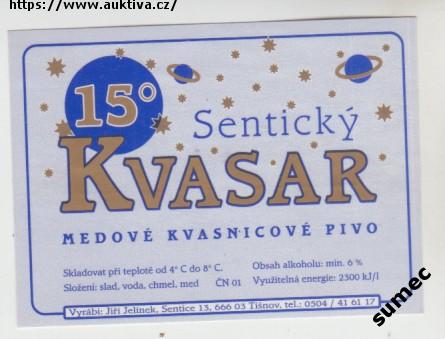 https://www.auktiva.cz/
15°
Sentický
KVASAR
MEDOVÉ KVASNICOVÉ PIVO
Skladovat při teplotě od 4° C do 8° C.
Obsah alkoholu: min. 6 %
Složení: slad, voda, chmel, med ČN 01
Využitelná energie: 2300 kJ/l
Vyrábí: Jiří Jelínek, Sentice 13, 666 03 Tišnov, tel.: 0504 / 41 61 17
sumec